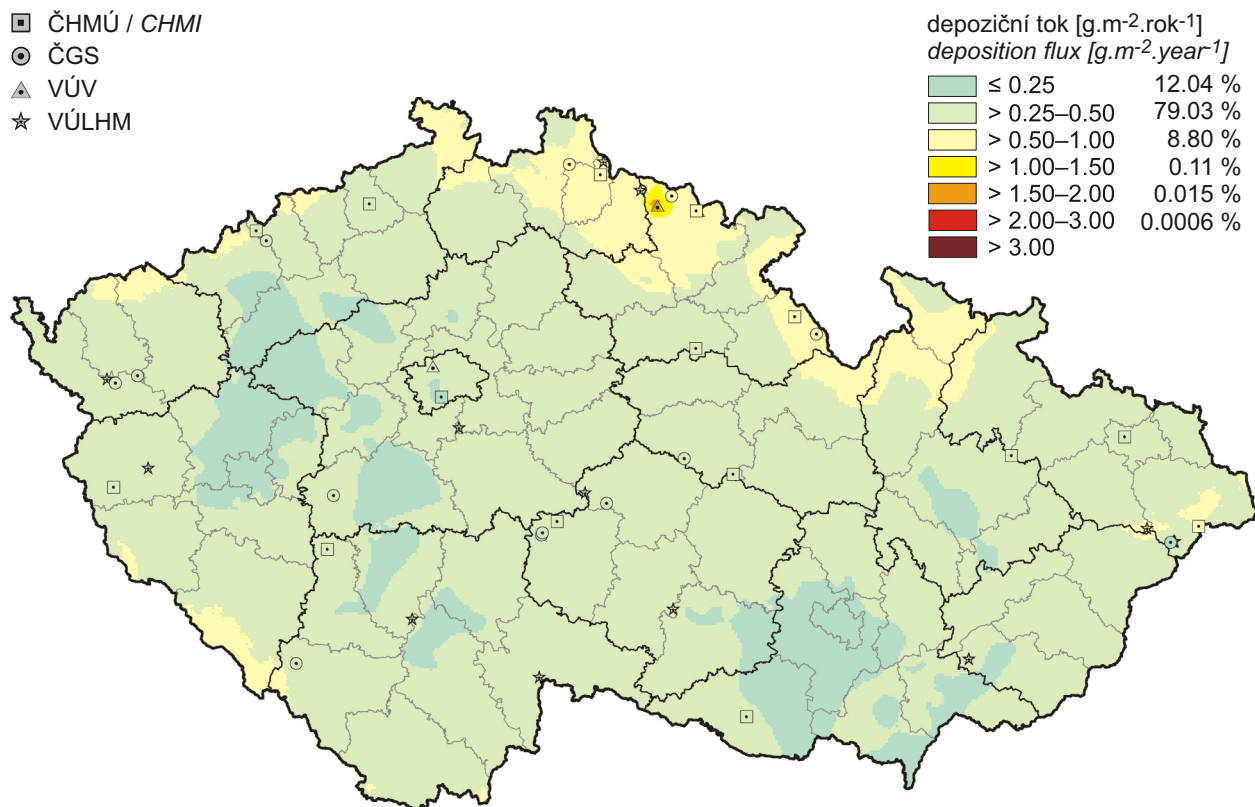 ČHMÚ / CHMI
ČGS
VÚV
VÚLHM
depoziční tok [g.m-2.rok-1]
deposition flux [g.m-2.year-1]
≤ 0.25 12.04 %
> 0.25–0.50 79.03 %
> 0.50–1.00 8.80 %
> 1.00–1.50 0.11 %
> 1.50–2.00 0.015 %
> 2.00–3.00 0.0006 %
> 3.00